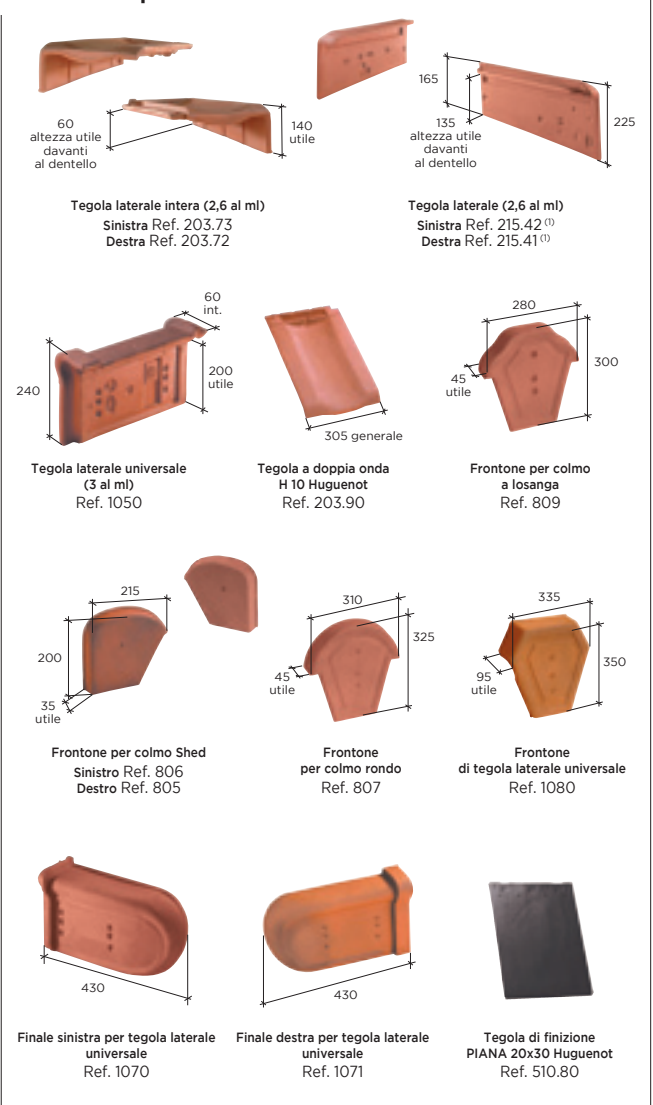 60
altezza utile
davanti
al dentello
140
utile
165
135
altezza utile
davanti
al dentello
225
Tegola laterale intera (2,6 al ml)
Sinistra Ref. 203.73
Destra Ref. 203.72
Tegola laterale (2,6 al ml)
Sinistra Ref. 215.42 (1)
Destra Ref. 215.41 (1)
60
int.
240
200
utile
305 generale
280
45
utile
300
Tegola laterale universale
(3 al ml)
Ref. 1050
Tegola a doppia onda
H 10 Huguenot
Ref. 203.90
Frontone per colmo
a losanga
Ref. 809
215
200
35
utile
310
325
45
utile
335
350
95
utile
Frontone per colmo Shed
Sinistro Ref. 806
Destro Ref. 805
Frontone
per colmo rondo
Ref. 807
Frontone
di tegola laterale universale
Ref. 1080
430
430
Finale sinistra per tegola laterale
universale
Ref. 1070
Finale destra per tegola laterale
universale
Ref. 1071
Tegola di finizione
PIANA 20x30 Huguenot
Ref. 510.80